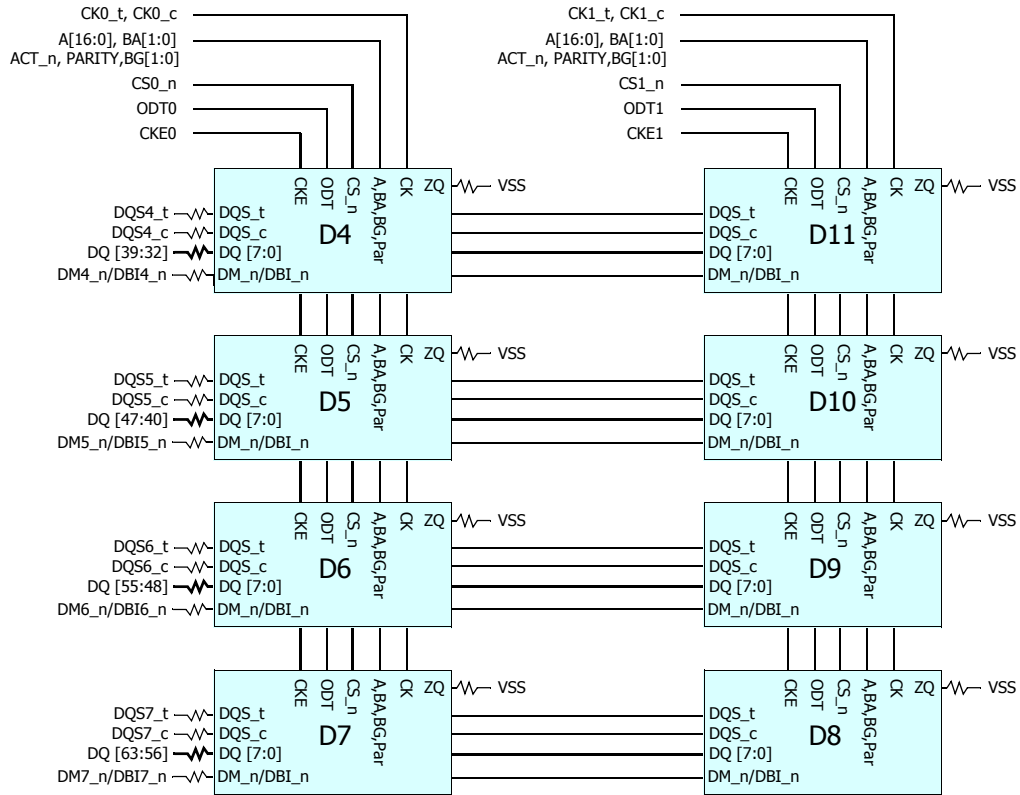 CK0_t, CK0_c
A[16:0], BA[1:0]
ACT_n, PARITY,BG[1:0]
CS0_n
ODT0
CKE0
CK1_t, CK1_c
A[16:0], BA[1:0]
ACT_n, PARITY,BG[1:0]
CS1_n
ODT1
CKE1
CKE ODT CS_n A,BA,BG,Par CK ZQ VSS
DQS4_t DQS_t
DQS4_c DQS_c
DQ [39:32] DQ [7:0]
DM4_n/DBI4_n DM_n/DBI_n
D4
CKE ODT CS_n A,BA,BG,Par CK ZQ VSS
DQS_t
DQS_c
DQ [7:0]
DM_n/DBI_n
D11
CKE ODT CS_n A,BA,BG,Par CK ZQ VSS
DQS5_t DQS_t
DQS5_c DQS_c
DQ [47:40] DQ [7:0]
DM5_n/DBI5_n DM_n/DBI_n
D5
CKE ODT CS_n A,BA,BG,Par CK ZQ VSS
DQS_t
DQS_c
DQ [7:0]
DM_n/DBI_n
D10
CKE ODT CS_n A,BA,BG,Par CK ZQ VSS
DQS6_t DQS_t
DQS6_c DQS_c
DQ [55:48] DQ [7:0]
DM6_n/DBI6_n DM_n/DBI_n
D6
CKE ODT CS_n A,BA,BG,Par CK ZQ VSS
DQS_t
DQS_c
DQ [7:0]
DM_n/DBI_n
D9
CKE ODT CS_n A,BA,BG,Par CK ZQ VSS
DQS7_t DQS_t
DQS7_c DQS_c
DQ [63:56] DQ [7:0]
DM7_n/DBI7_n DM_n/DBI_n
D7
CKE ODT CS_n A,BA,BG,Par CK ZQ VSS
DQS_t
DQS_c
DQ [7:0]
DM_n/DBI_n
D8